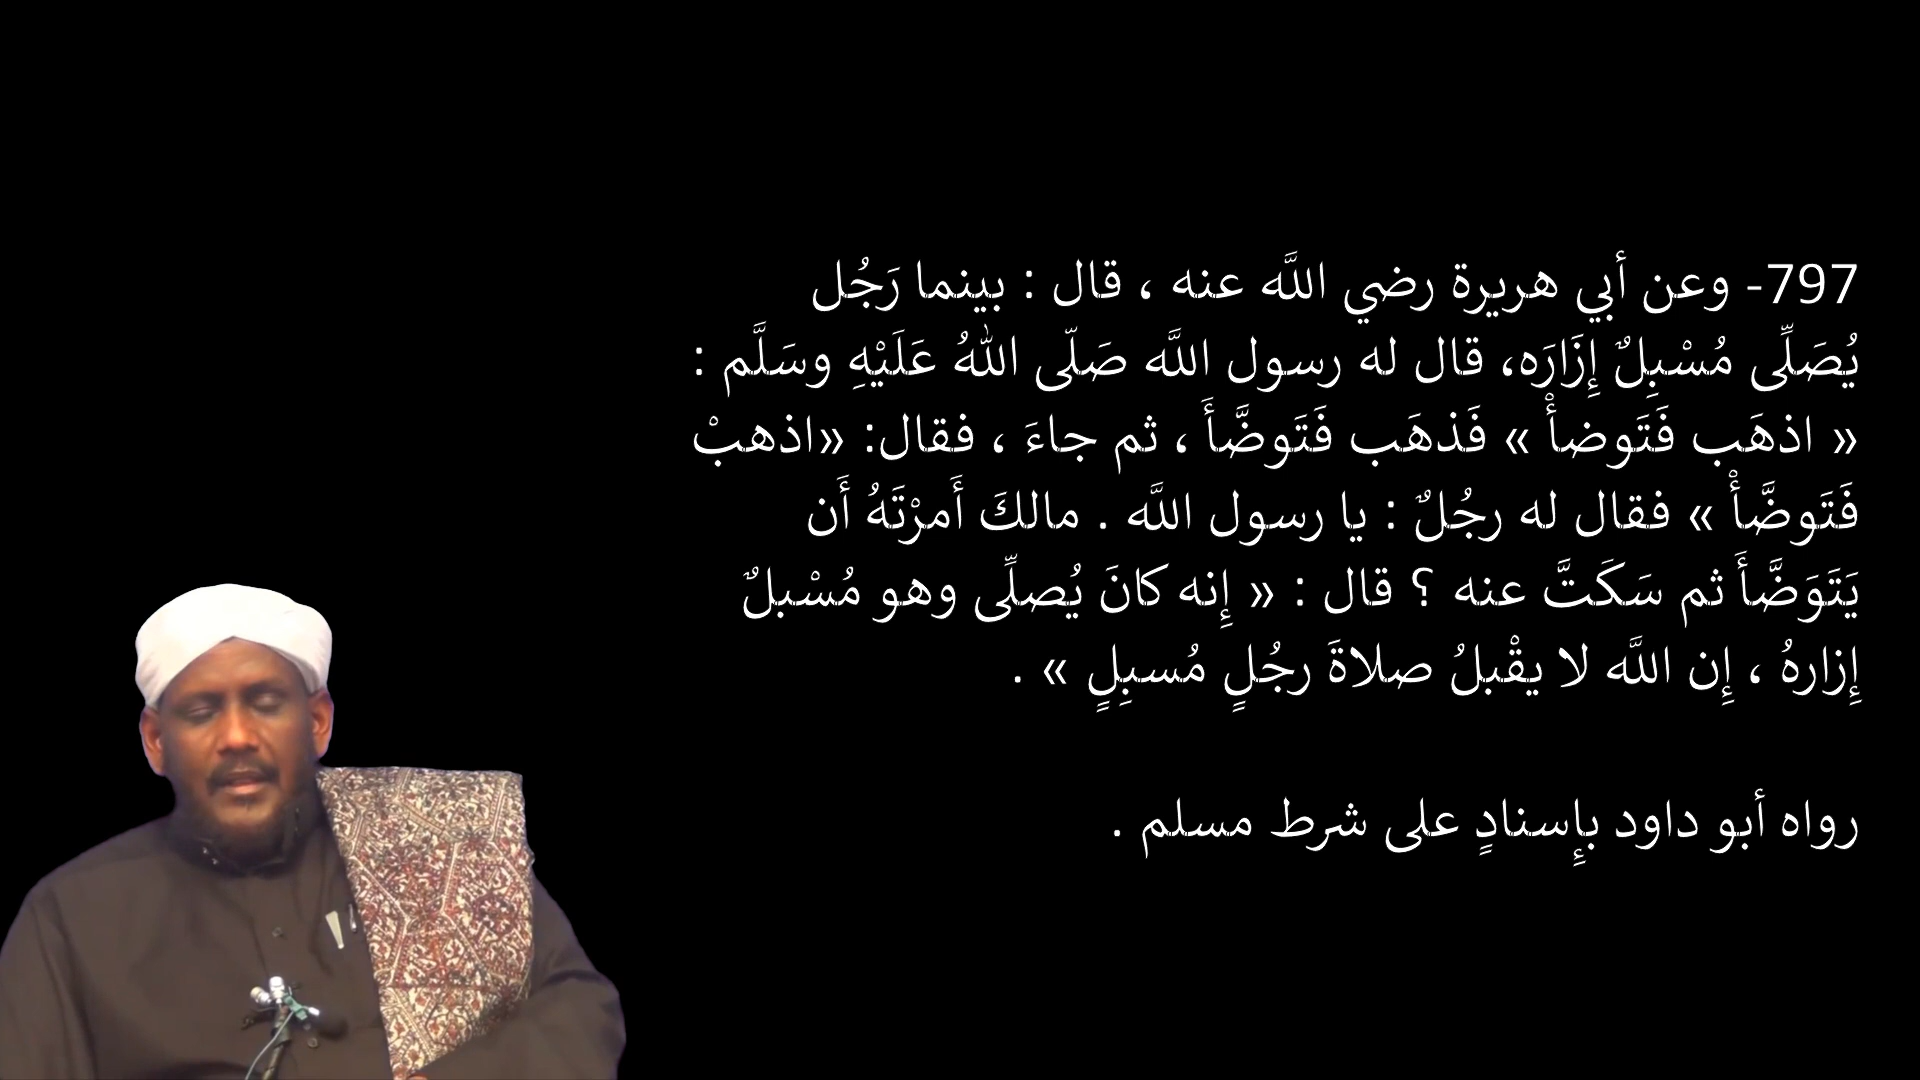 797- وعن أبي هريرة رضي اللَّه عنه ، قال : بينما رَجُل
يُصَلِّى مُسْبِلٌ إِزَارَه، قال له رسول اللَّه صَلّى اللهُ عَلَيْهِ وسَلَّم :
« اذهَب فَتَوضأْ » فَذهَب فَتَوضَّأَ ، ثم جاءَ ، فقال: «اذهبْ
فَتَوضَّأْ » فقال له رجُلٌ : يا رسول اللَّه . مالكَ أَمرْتَهُ أَن
يَتَوَضَّأَ ثم سَكَتَّ عنه ؟ قال : « إِنه كانَ يُصلِّى وهو مُسْبلٌ
إِزارهُ ، إِن اللَّه لا يقْبلُ صلاةَ رجُلٍ مُسبِلٍ » .
رواه أبو داود بإِسنادٍ على شرط مسلم .